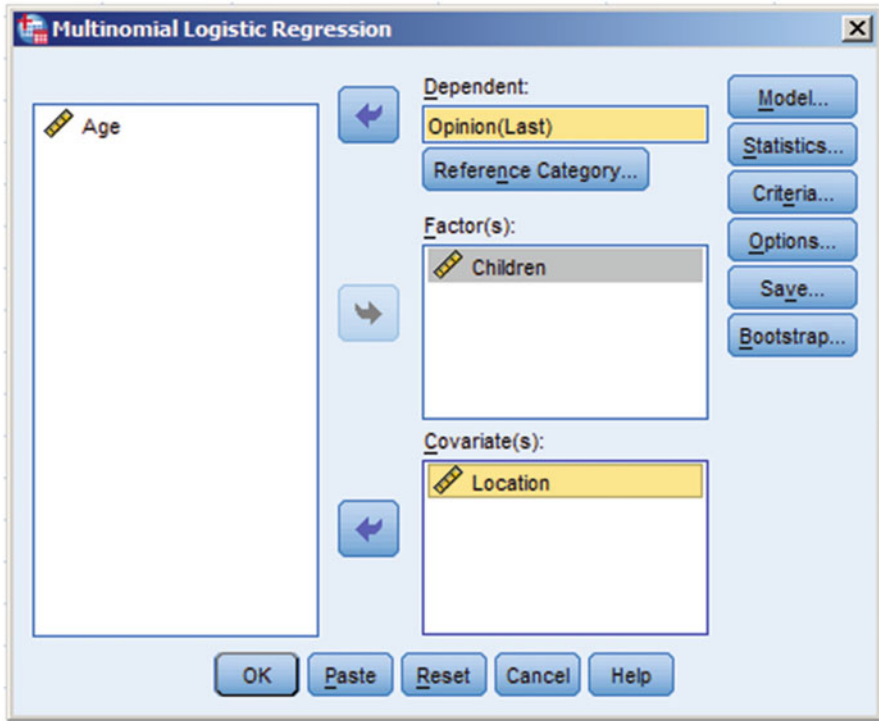 Multinomial Logistic Regression
Age
Dependent:
Opinion(Last)
Reference Category...
Factor(s):
Children
Covariate(s):
Location
Model...
Statistics...
Criteria...
Options...
Save...
Bootstrap...
OK
Paste
Reset
Cancel
Help